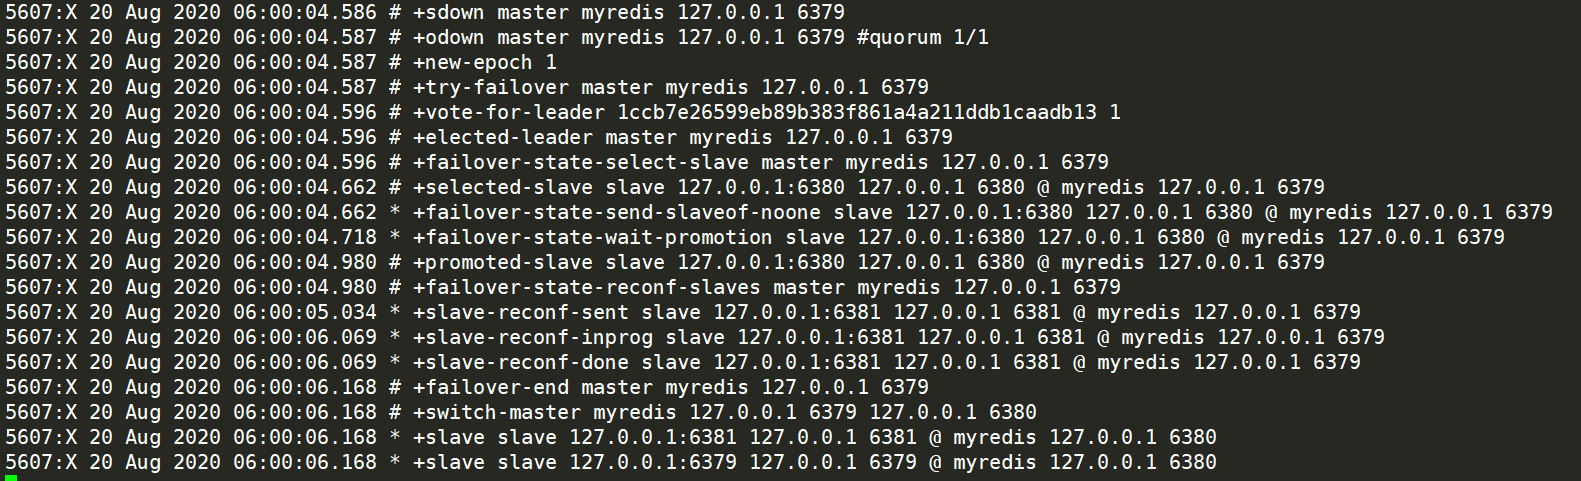 5607:X 20 Aug 2020 06:00:04.586 # +sdown master myredis 127.0.0.1 6379
5607:X 20 Aug 2020 06:00:04.587 # +odown master myredis 127.0.0.1 6379 #quorum 1/1
5607:X 20 Aug 2020 06:00:04.587 # +new-epoch 1
5607:X 20 Aug 2020 06:00:04.587 # +try-failover master myredis 127.0.0.1 6379
5607:X 20 Aug 2020 06:00:04.596 # +vote-for-leader 1ccb7e26599eb89b383f861a4a211ddb1caadb13 1
5607:X 20 Aug 2020 06:00:04.596 # +elected-leader master myredis 127.0.0.1 6379
5607:X 20 Aug 2020 06:00:04.596 # +failover-state-select-slave master myredis 127.0.0.1 6379
5607:X 20 Aug 2020 06:00:04.662 # +selected-slave slave 127.0.0.1:6380 127.0.0.1 6380 @ myredis 127.0.0.1 6379
5607:X 20 Aug 2020 06:00:04.662 * +failover-state-send-slaveof-noone slave 127.0.0.1:6380 127.0.0.1 6380 @ myredis 127.0.0.1 6379
5607:X 20 Aug 2020 06:00:04.718 * +failover-state-wait-promotion slave 127.0.0.1:6380 127.0.0.1 6380 @ myredis 127.0.0.1 6379
5607:X 20 Aug 2020 06:00:04.980 # +promoted-slave slave 127.0.0.1:6380 127.0.0.1 6380 @ myredis 127.0.0.1 6379
5607:X 20 Aug 2020 06:00:04.980 # +failover-state-reconf-slaves master myredis 127.0.0.1 6379
5607:X 20 Aug 2020 06:00:05.034 * +slave-reconf-sent slave 127.0.0.1:6381 127.0.0.1 6381 @ myredis 127.0.0.1 6379
5607:X 20 Aug 2020 06:00:06.069 * +slave-reconf-inprog slave 127.0.0.1:6381 127.0.0.1 6381 @ myredis 127.0.0.1 6379
5607:X 20 Aug 2020 06:00:06.069 * +slave-reconf-done slave 127.0.0.1:6381 127.0.0.1 6381 @ myredis 127.0.0.1 6379
5607:X 20 Aug 2020 06:00:06.168 # +failover-end master myredis 127.0.0.1 6379
5607:X 20 Aug 2020 06:00:06.168 # +switch-master myredis 127.0.0.1 6379 127.0.0.1 6380
5607:X 20 Aug 2020 06:00:06.168 * +slave slave 127.0.0.1:6381 127.0.0.1 6381 @ myredis 127.0.0.1 6380
5607:X 20 Aug 2020 06:00:06.168 * +slave slave 127.0.0.1:6379 127.0.0.1 6379 @ myredis 127.0.0.1 6380